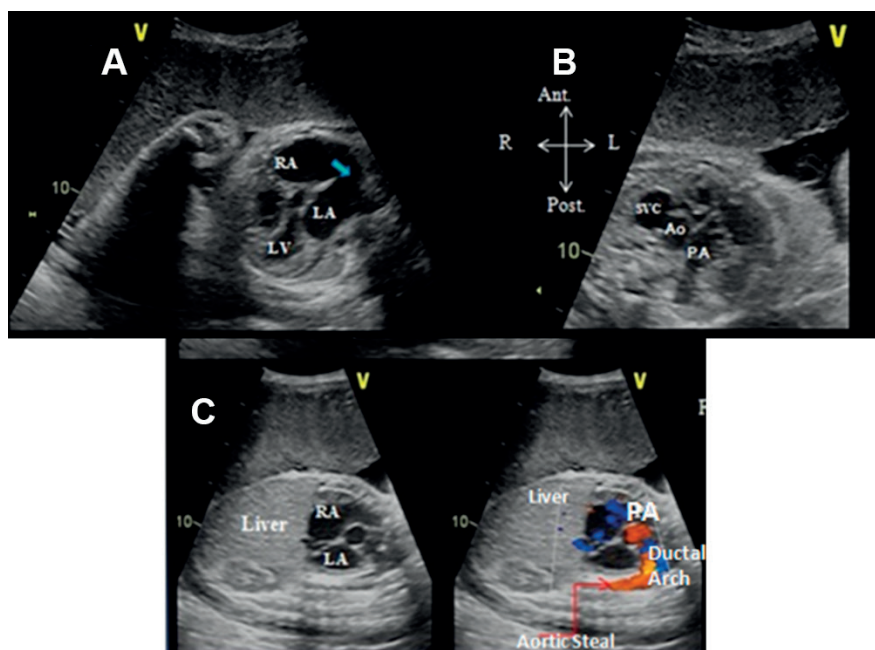 V
A
RA
LA
LV
10
V
B
Ant.
R L
Post.
SVC
Ao
PA
10
V
C
10
Liver
RA
LA
V
Liver
PA
10
Ductal
Arch
Aortic Steal